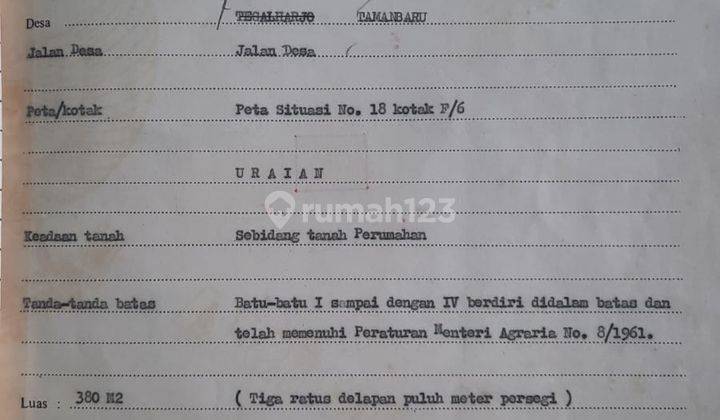 Desa TEGALHARJO TAMANBARU
Jalan Desa Jalan Desa
Peta/kotak Peta Situasi No. 18 kotak F/6
URAIAN
rumah123
Keadaan tanah Sebidang tanah Perumahan
Tanda-tanda batas Batu-batu I sampai dengan IV berdiri didalam batas dan
telah memenuhi Peraturan Menteri Agraria No. 8/1961.
Luas : 380 M2 ( Tiga ratus delapan puluh meter persegi )